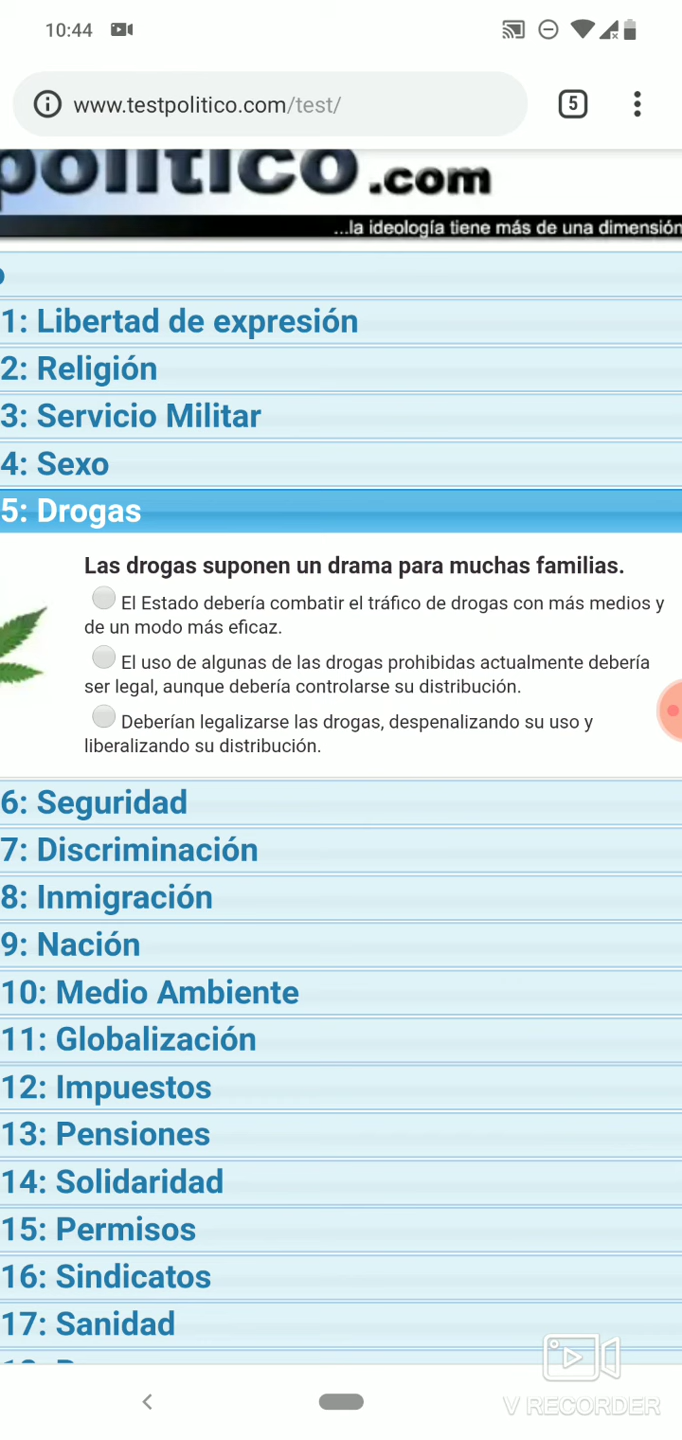 10:44
www.testpolitico.com/test/
5
politico.com
...la ideología tiene más de una dimensión
1: Libertad de expresión
2: Religión
3: Servicio Militar
4: Sexo
5: Drogas
Las drogas suponen un drama para muchas familias.
El Estado debería combatir el tráfico de drogas con más medios y
de un modo más eficaz.
El uso de algunas de las drogas prohibidas actualmente debería
ser legal, aunque debería controlarse su distribución.
Deberían legalizarse las drogas, despenalizando su uso y
liberalizando su distribución.
6: Seguridad
7: Discriminación
8: Inmigración
9: Nación
10: Medio Ambiente
11: Globalización
12: Impuestos
13: Pensiones
14: Solidaridad
15: Permisos
16: Sindicatos
17: Sanidad
V RECORDER